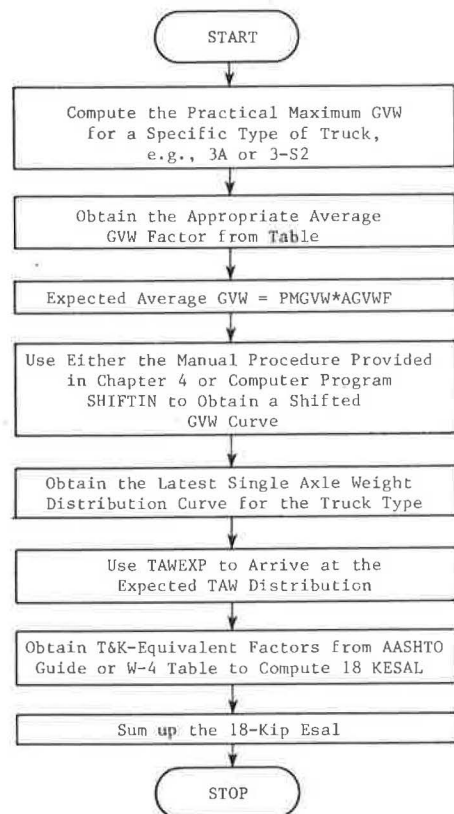 START
Compute the Practical Maximum GVW
for a Specific Type of Truck,
e.g., 3A or 3-S2
Obtain the Appropriate Average
GVW Factor from Table
Expected Average GVW = PMGVW*AGVWF
Use Either the Manual Procedure Provided
in Chapter 4 or Computer Program
SHIFTIN to Obtain a Shifted
GVW Curve
Obtain the Latest Single Axle Weight
Distribution Curve for the Truck Type
Use TAWEXP to Arrive at the
Expected TAW Distribution
Obtain T&K-Equivalent Factors from AASHTO
Guide or W-4 Table to Compute 18 KESAL
Sum up the 18-Kip Esal
STOP